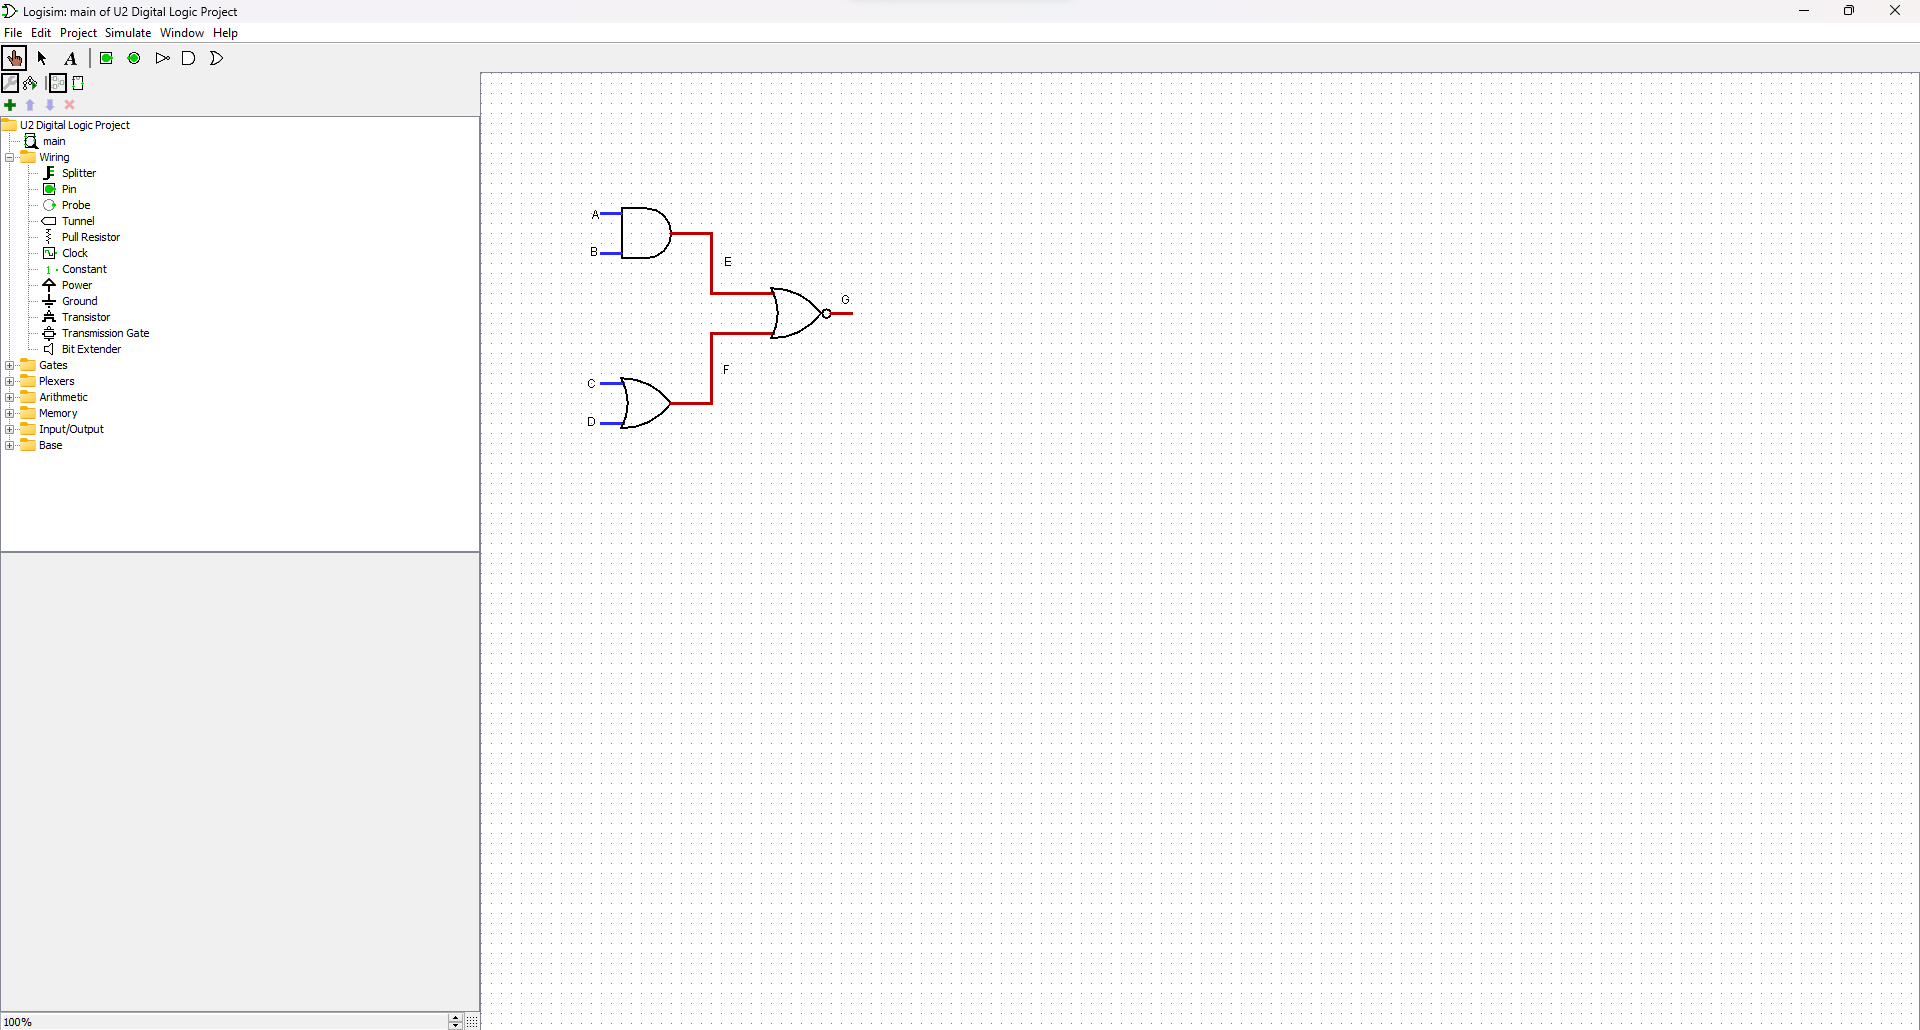 Logisim: main of U2 Digital Logic Project
File Edit Project Simulate Window Help
A
U2 Digital Logic Project
main
Wiring
Splitter
Pin
Probe
Tunnel
Pull Resistor
Clock
1 Constant
Power
Ground
Transistor
Transmission Gate
Bit Extender
Gates
Plexers
Arithmetic
Memory
Input/Output
Base
100%
A
B
E
G
F
C
D